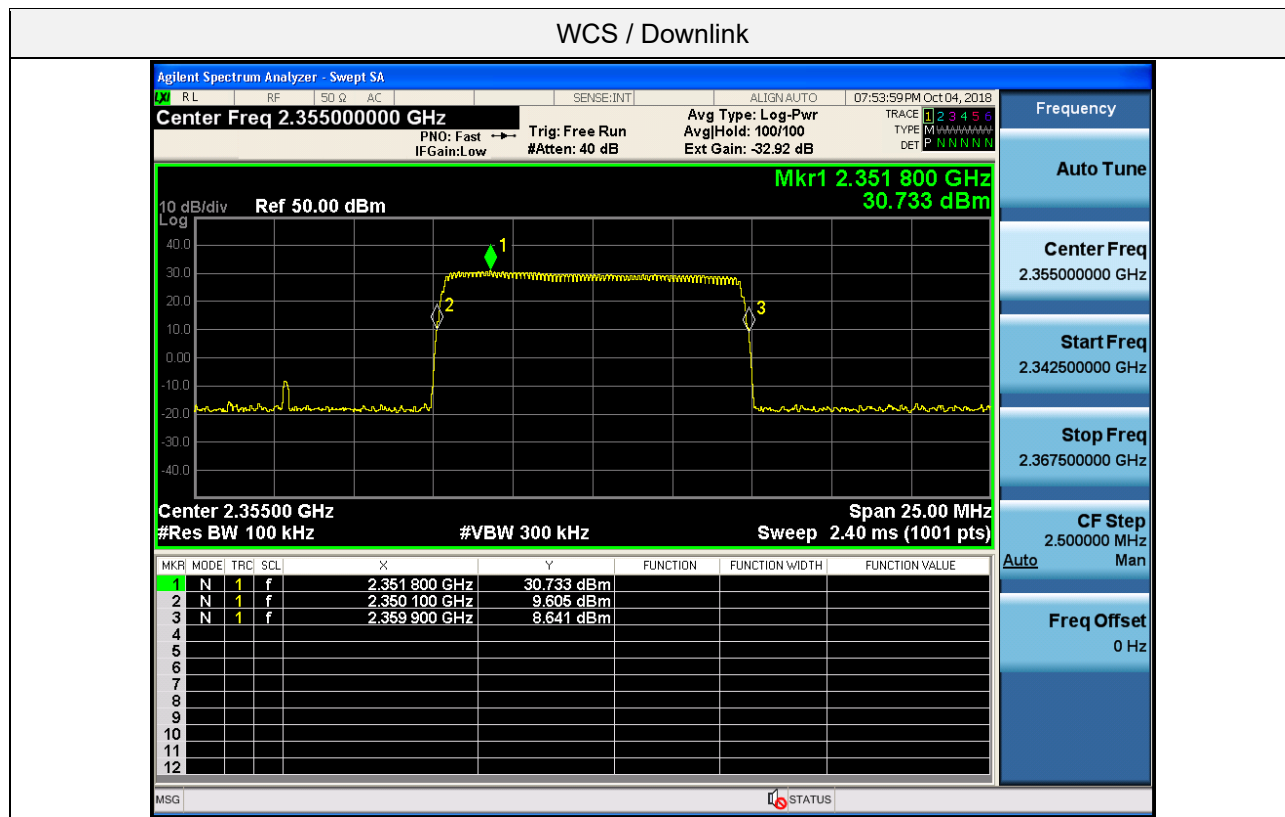 WCS / Downlink
Agilent Spectrum Analyzer - Swept SA
LXI RL RF 50 Ω AC SENSE:INT ALIGN AUTO 07:53:59 PM Oct 04, 2018
Center Freq 2.355000000 GHz
PNO: Fast
IFGain:Low
Trig: Free Run
#Atten: 40 dB
Avg Type: Log-Pwr
Avg|Hold: 100/100
Ext Gain: -32.92 dB
TRACE 1 2 3 4 5 6
TYPE M WWWWW
DET P N N N N N
Mkr1 2.351 800 GHz
30.733 dBm
10 dB/div Ref 50.00 dBm
Log
40.0
30.0
20.0
10.0
0.00
-10.0
-20.0
-30.0
-40.0
1
2
3
Center 2.35500 GHz Span 25.00 MHz
#Res BW 100 kHz #VBW 300 kHz Sweep 2.40 ms (1001 pts)
MKR MODE TRC SCL X Y FUNCTION FUNCTION WIDTH FUNCTION VALUE
1 N 1 f 2.351 800 GHz 30.733 dBm
2 N 1 f 2.350 100 GHz 9.605 dBm
3 N 1 f 2.359 900 GHz 8.641 dBm
4
5
6
7
8
9
10
11
12
MSG STATUS
Frequency
Auto Tune
Center Freq
2.355000000 GHz
Start Freq
2.342500000 GHz
Stop Freq
2.367500000 GHz
CF Step
2.500000 MHz
Auto Man
Freq Offset
0 Hz